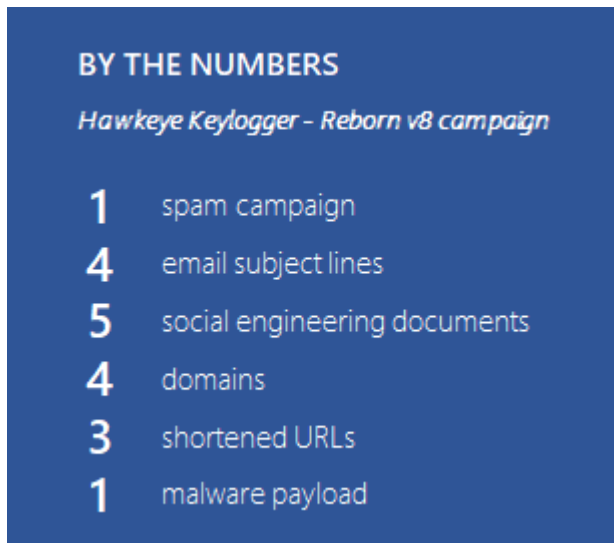 BY THE NUMBERS
Hawkeye Keylogger – Reborn v8 campaign
1 spam campaign
4 email subject lines
5 social engineering documents
4 domains
3 shortened URLs
1 malware payload